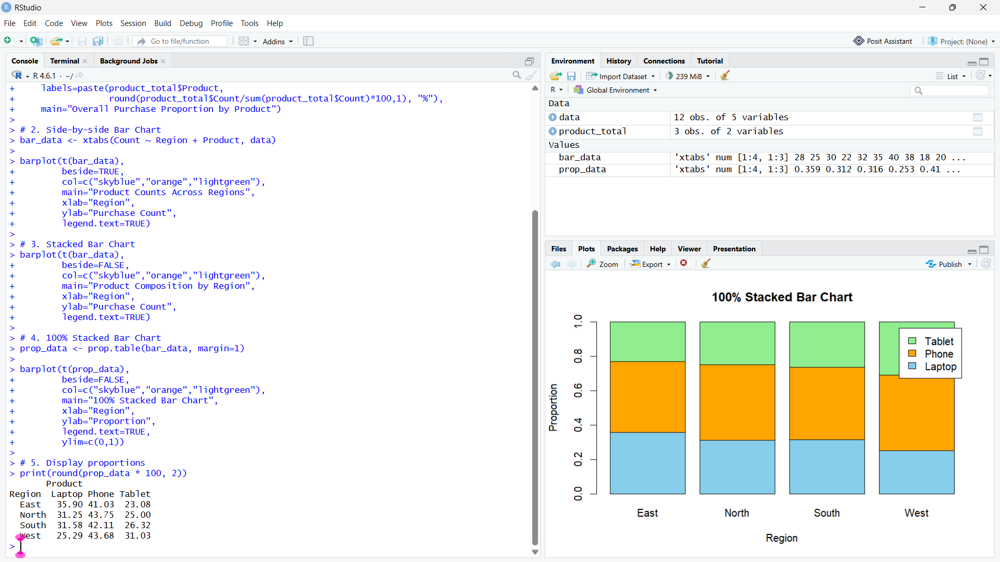 RStudio
File Edit Code View Plots Session Build Debug Profile Tools Help
Go to file/function Addins Posit Assistant Project: (None)
Console Terminal Background Jobs
R 4.6.1 · ~/
+     labels=paste(product_total$Product,
+                  round(product_total$Count/sum(product_total$Count)*100,1), "%"),
+     main="Overall Purchase Proportion by Product")
>
> # 2. Side-by-side Bar Chart
> bar_data <- xtabs(Count ~ Region + Product, data)
>
> barplot(t(bar_data),
+         beside=TRUE,
+         col=c("skyblue","orange","lightgreen"),
+         main="Product Counts Across Regions",
+         xlab="Region",
+         ylab="Purchase Count",
+         legend.text=TRUE)
>
> # 3. Stacked Bar Chart
> barplot(t(bar_data),
+         beside=FALSE,
+         col=c("skyblue","orange","lightgreen"),
+         main="Product Composition by Region",
+         xlab="Region",
+         ylab="Purchase Count",
+         legend.text=TRUE)
>
> # 4. 100% Stacked Bar Chart
> prop_data <- prop.table(bar_data, margin=1)
>
> barplot(t(prop_data),
+         beside=FALSE,
+         col=c("skyblue","orange","lightgreen"),
+         main="100% Stacked Bar Chart",
+         xlab="Region",
+         ylab="Proportion",
+         legend.text=TRUE,
+         ylim=c(0,1))
>
> # 5. Display proportions
> print(round(prop_data * 100, 2))
       Product
Region  Laptop Phone Tablet
  East   35.90 41.03  23.08
  North  31.25 43.75  25.00
  South  31.58 42.11  26.32
  West   25.29 43.68  31.03
>
Environment History Connections Tutorial
Import Dataset 239 MiB List
R Global Environment
Data
data 12 obs. of 5 variables
product_total 3 obs. of 2 variables
Values
bar_data 'xtabs' num [1:4, 1:3] 28 25 30 22 32 35 40 38 18 20 ...
prop_data 'xtabs' num [1:4, 1:3] 0.359 0.312 0.316 0.253 0.41 ...
Files Plots Packages Help Viewer Presentation
Zoom Export Publish
100% Stacked Bar Chart
Proportion
1.0
0.8
0.6
0.4
0.2
0.0
Tablet
Phone
Laptop
East North South West
Region